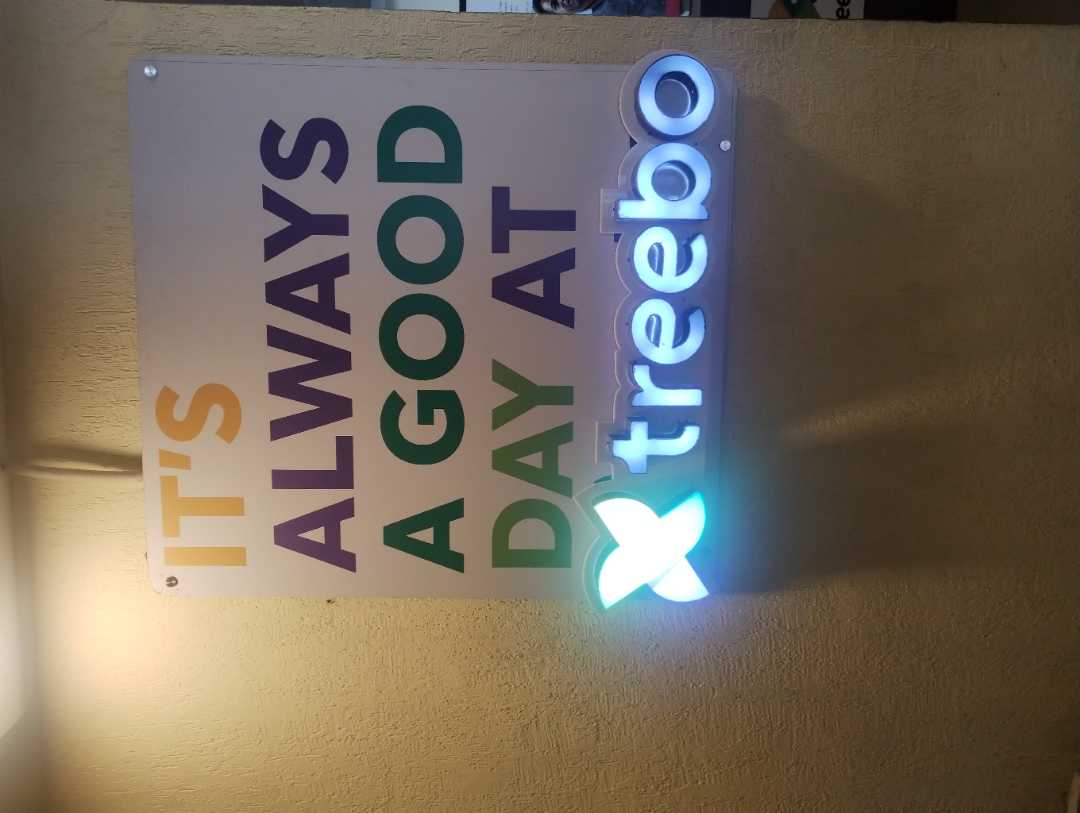 IT'S
ALWAYS
A GOOD
DAY AT
treebo